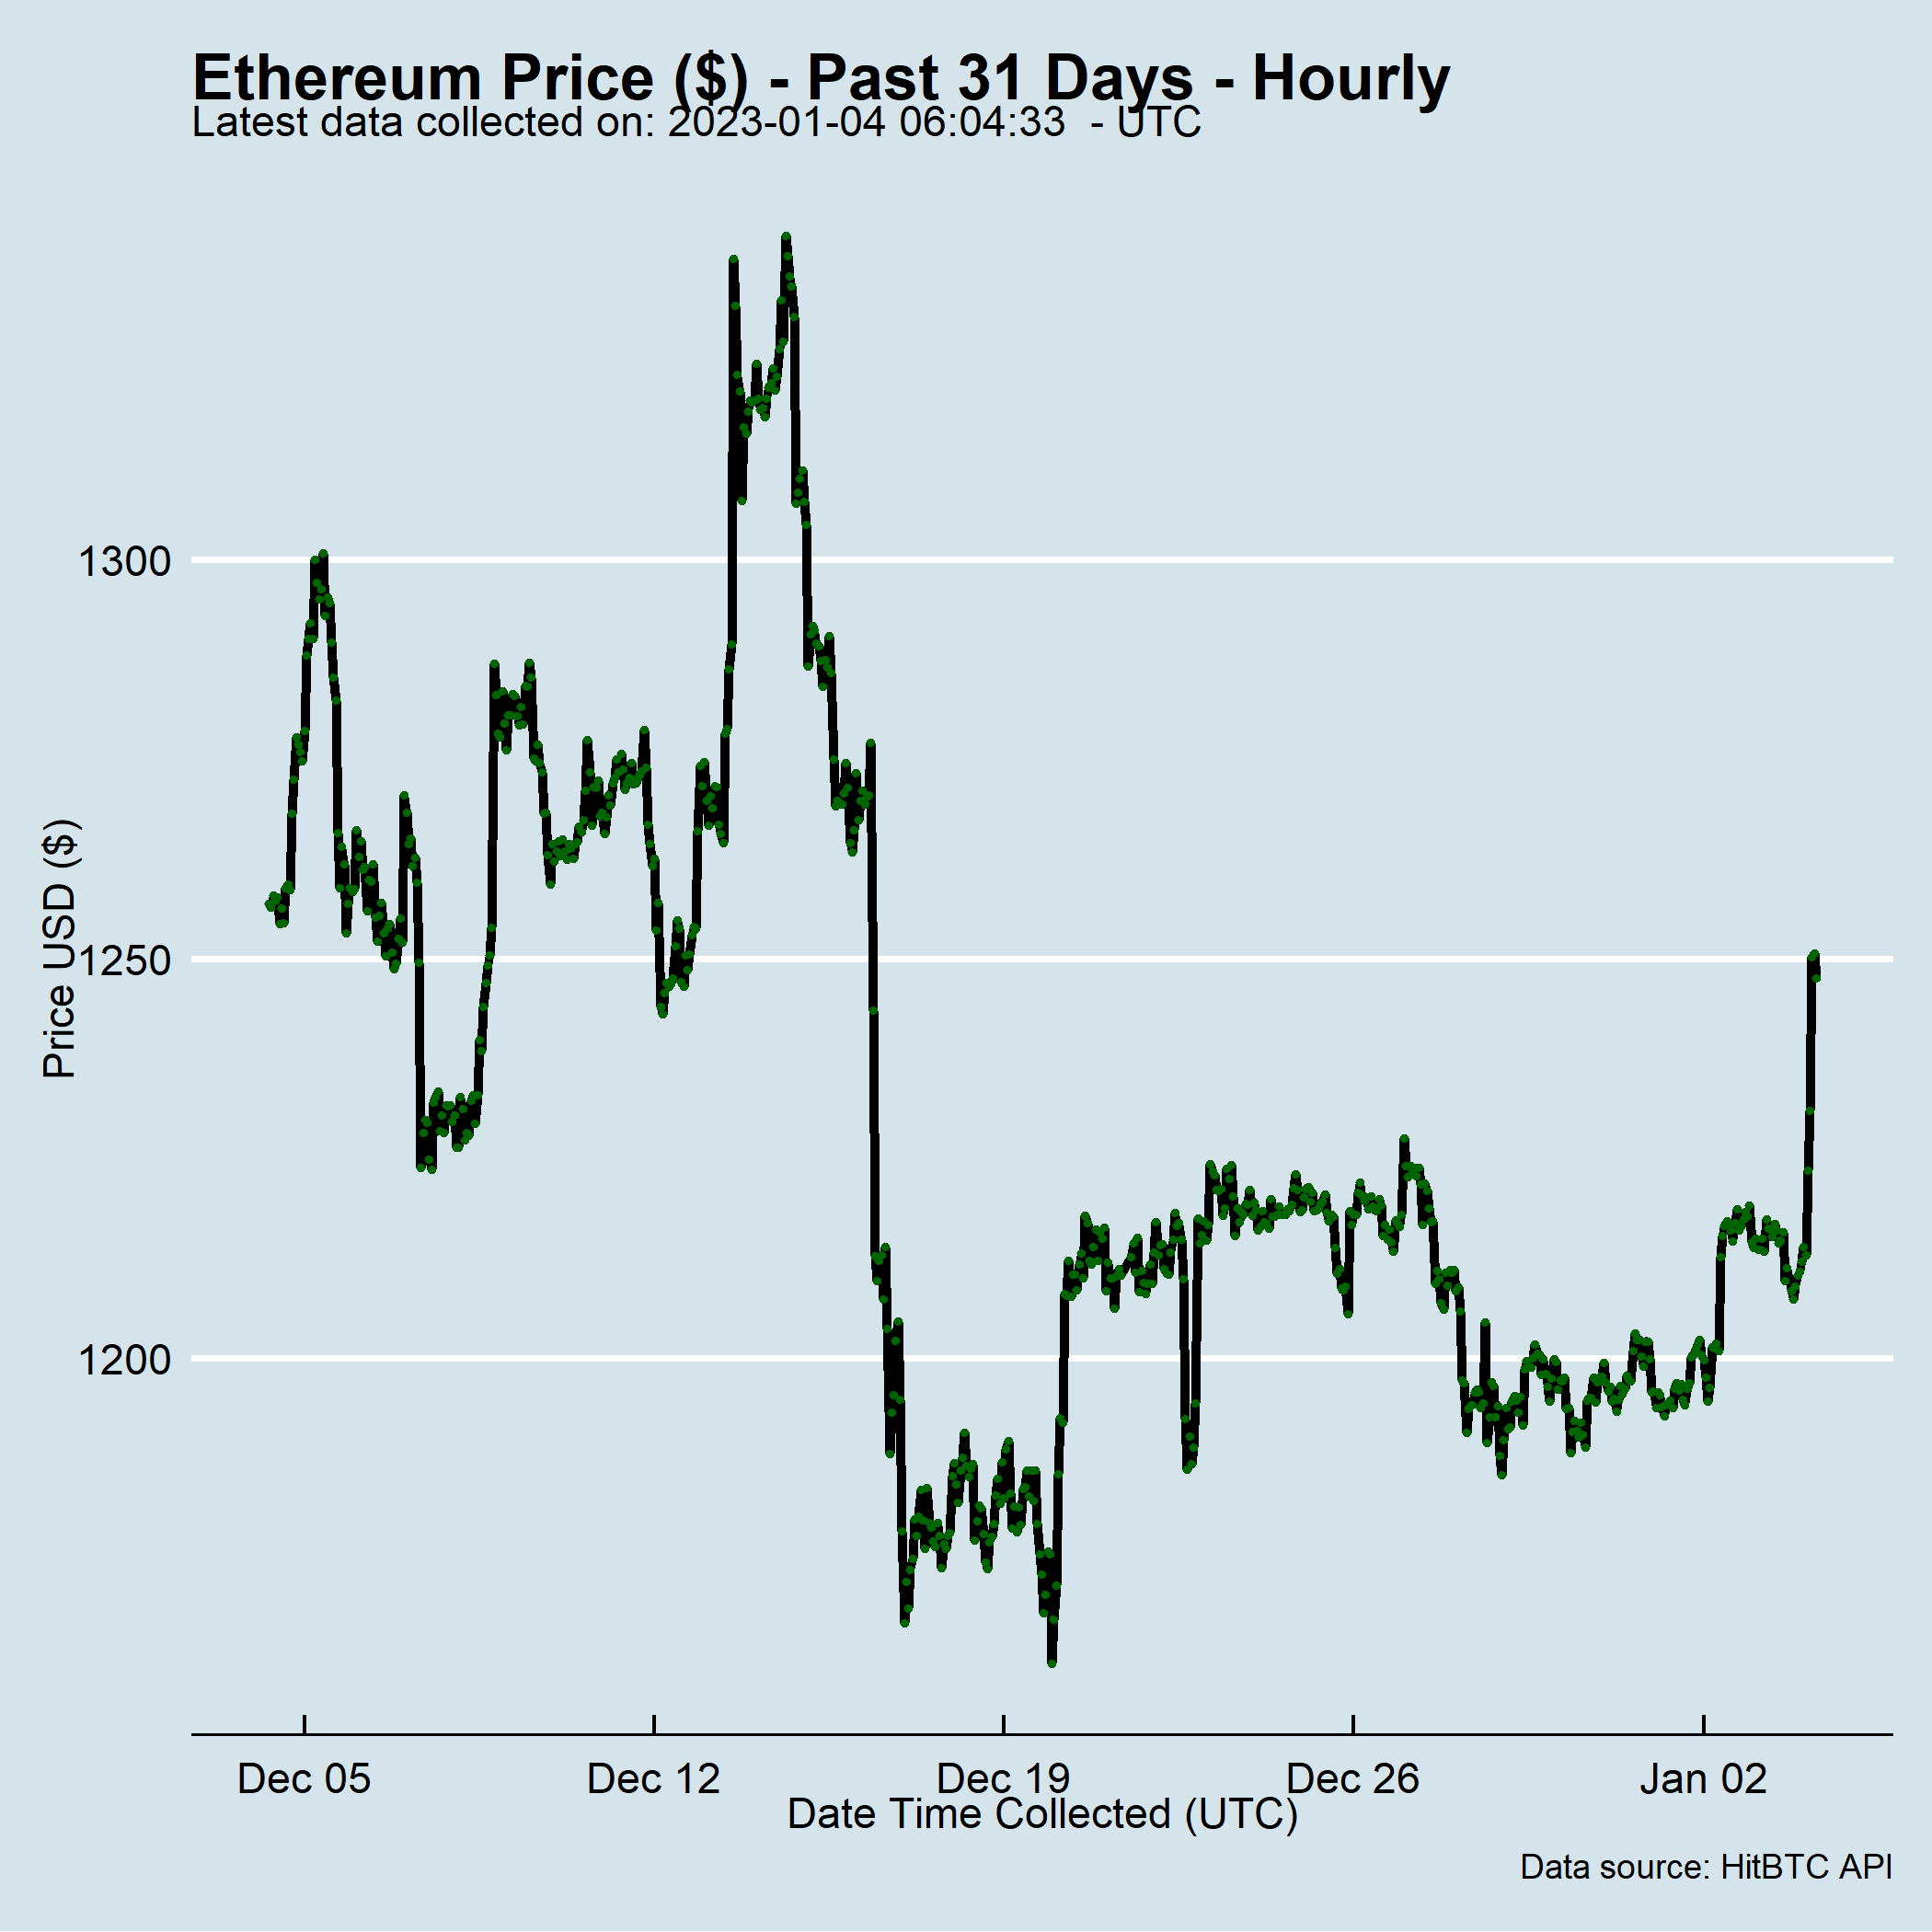 Ethereum Price ($) - Past 31 Days - Hourly
Latest data collected on: 2023-01-04 06:04:33  - UTC
Price USD ($)
1300
1250
1200
Dec 05
Dec 12
Dec 19
Dec 26
Jan 02
Date Time Collected (UTC)
Data source: HitBTC API